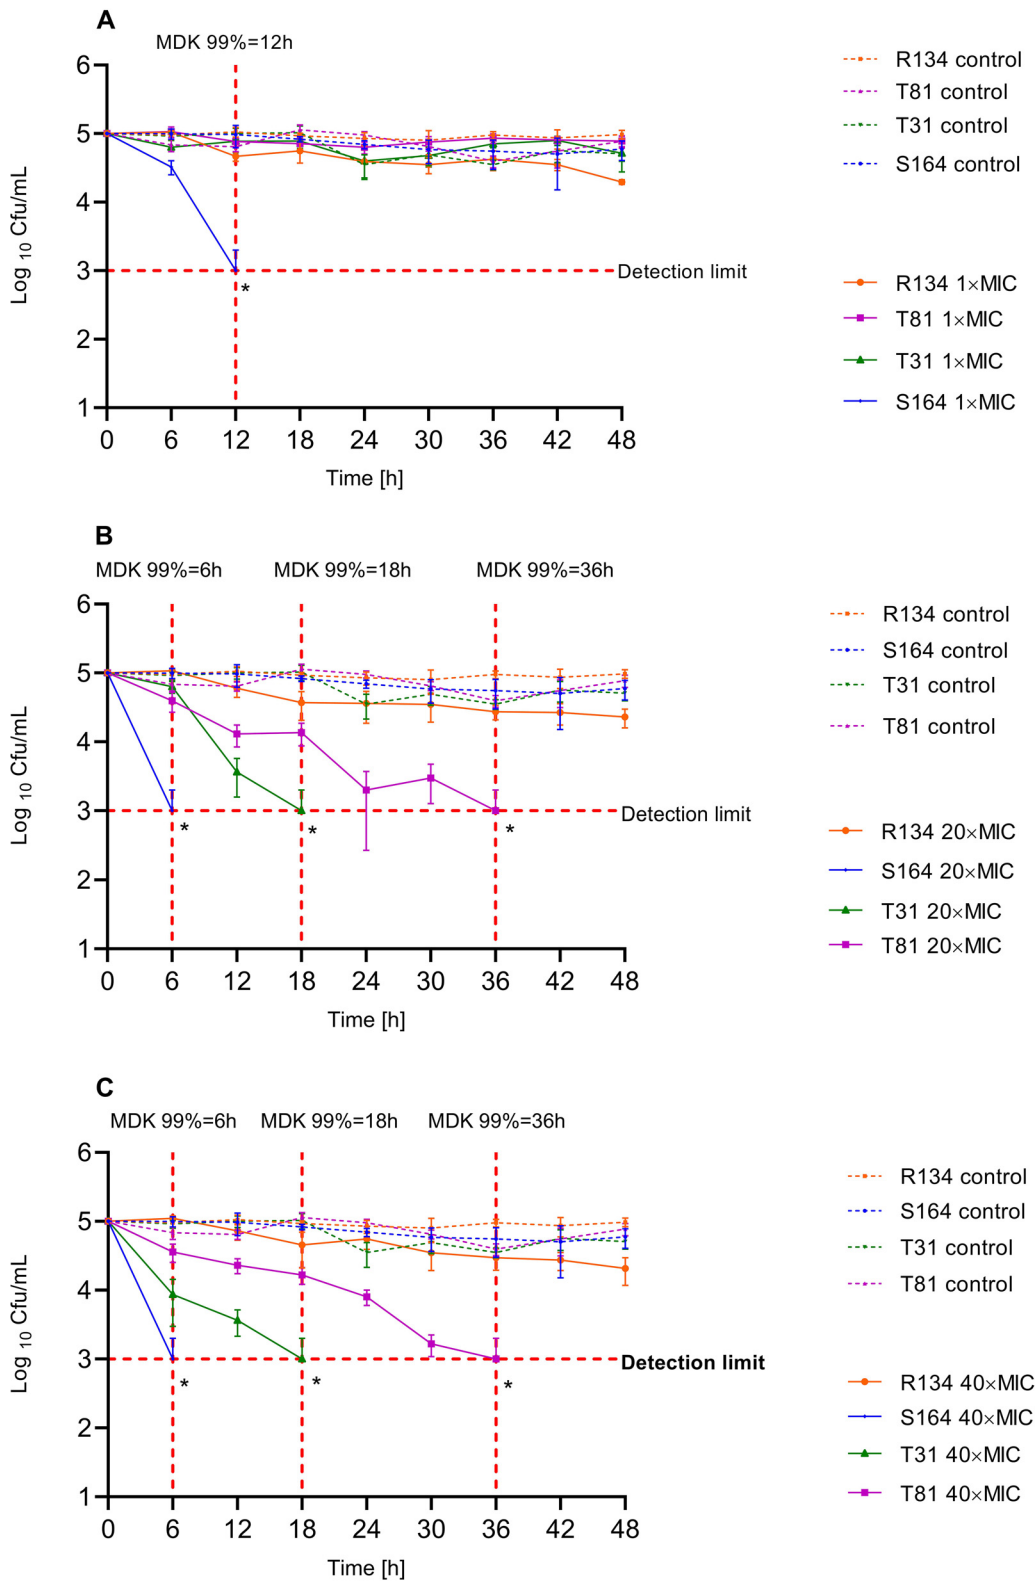 A
MDK 99%=12h
6
5
4
3
2
1
Log 10 Cfu/mL
Detection limit
*
0 6 12 18 24 30 36 42 48
Time [h]
R134 control
T81 control
T31 control
S164 control
R134 1×MIC
T81 1×MIC
T31 1×MIC
S164 1×MIC
B
MDK 99%=6h MDK 99%=18h MDK 99%=36h
6
5
4
3
2
1
Log 10 Cfu/mL
Detection limit
* * *
0 6 12 18 24 30 36 42 48
Time [h]
R134 control
S164 control
T31 control
T81 control
R134 20×MIC
S164 20×MIC
T31 20×MIC
T81 20×MIC
C
MDK 99%=6h MDK 99%=18h MDK 99%=36h
6
5
4
3
2
1
Log 10 Cfu/mL
Detection limit
* * *
0 6 12 18 24 30 36 42 48
Time [h]
R134 control
S164 control
T31 control
T81 control
R134 40×MIC
S164 40×MIC
T31 40×MIC
T81 40×MIC